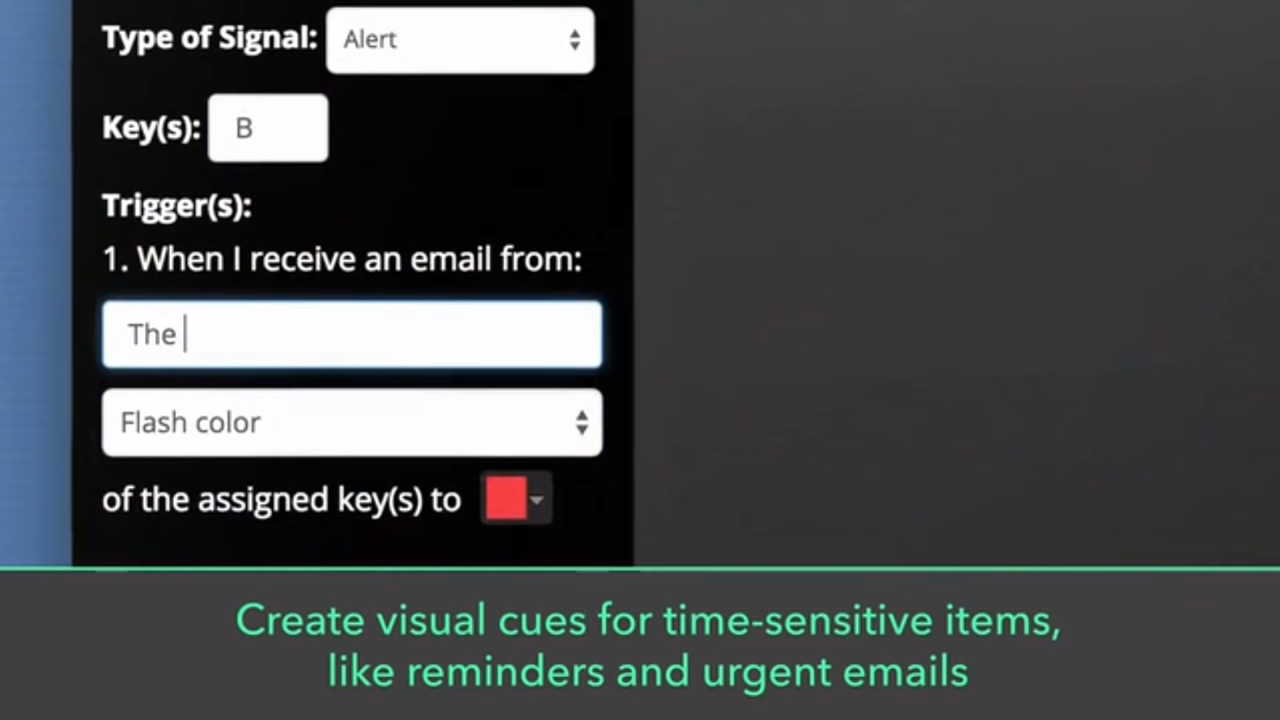 Type of Signal: Alert
Key(s): B
Trigger(s):
1. When I receive an email from:
The
Flash color
of the assigned key(s) to
Create visual cues for time-sensitive items,
like reminders and urgent emails